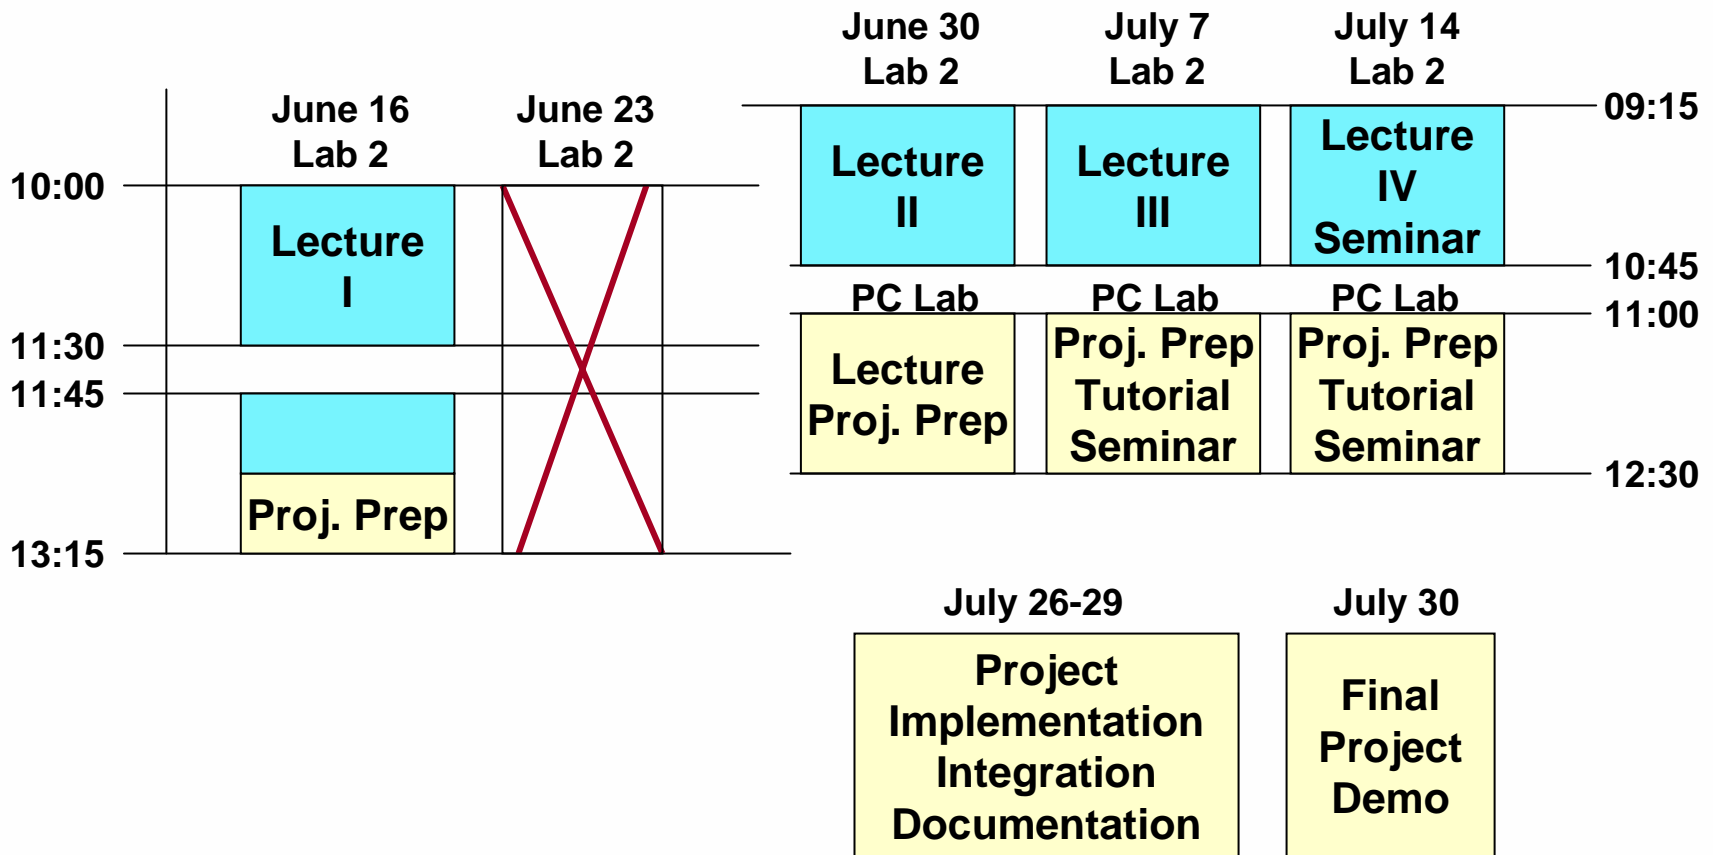 June 16
Lab 2
June 23
Lab 2
June 30
Lab 2
July 7
Lab 2
July 14
Lab 2
10:00
11:30
11:45
13:15
Lecture
I
Proj. Prep
09:15
10:45
11:00
12:30
Lecture
II
Lecture
III
Lecture
IV
Seminar
PC Lab
PC Lab
PC Lab
Lecture
Proj. Prep
Proj. Prep
Tutorial
Seminar
Proj. Prep
Tutorial
Seminar
July 26-29
Project
Implementation
Integration
Documentation
July 30
Final
Project
Demo